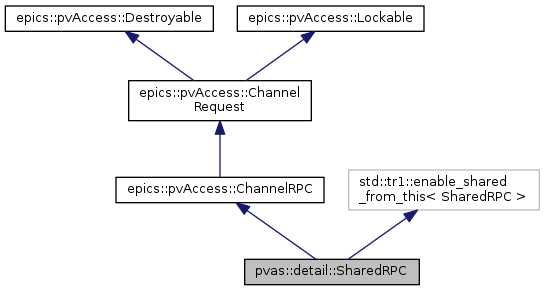 epics::pvAccess::Destroyable
epics::pvAccess::Lockable
epics::pvAccess::Channel
Request
epics::pvAccess::ChannelRPC
std::tr1::enable_shared
_from_this< SharedRPC >
pvas::detail::SharedRPC